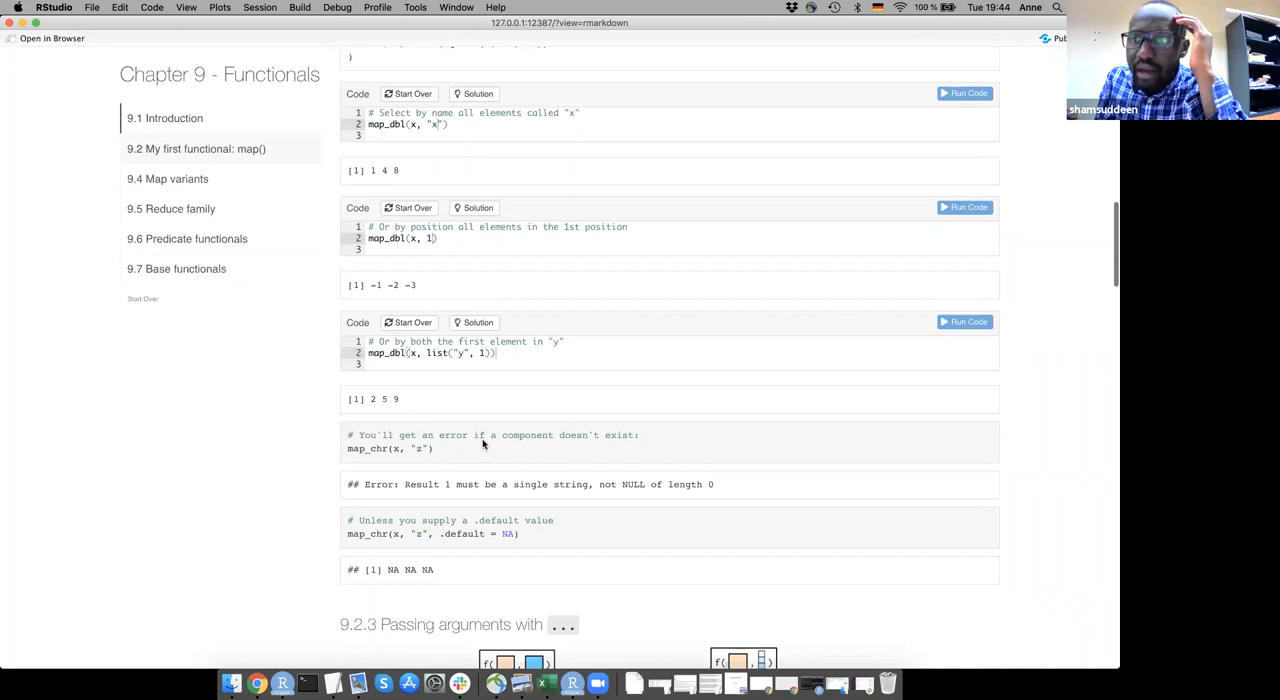 RStudio File Edit Code View Plots Session Build Debug Profile Tools Window Help 100 % Tue 19:44 Anne
127.0.0.1:12387/?view=rmarkdown
Open in Browser
shamsuddeen
Chapter 9 - Functionals
9.1 Introduction
9.2 My first functional: map()
9.4 Map variants
9.5 Reduce family
9.6 Predicate functionals
9.7 Base functionals
Start Over
)
Code Start Over Solution Run Code
1 # Select by name all elements called "x"
2 map_dbl(x, "x")
3
[1] 1 4 8
Code Start Over Solution Run Code
1 # Or by position all elements in the 1st position
2 map_dbl(x, 1)
3
[1] -1 -2 -3
Code Start Over Solution Run Code
1 # Or by both the first element in "y"
2 map_dbl(x, list("y", 1))
3
[1] 2 5 9
# You'll get an error if a component doesn't exist:
map_chr(x, "z")
## Error: Result 1 must be a single string, not NULL of length 0
# Unless you supply a .default value
map_chr(x, "z", .default = NA)
## [1] NA NA NA
9.2.3 Passing arguments with ...
f( , ) f( , )